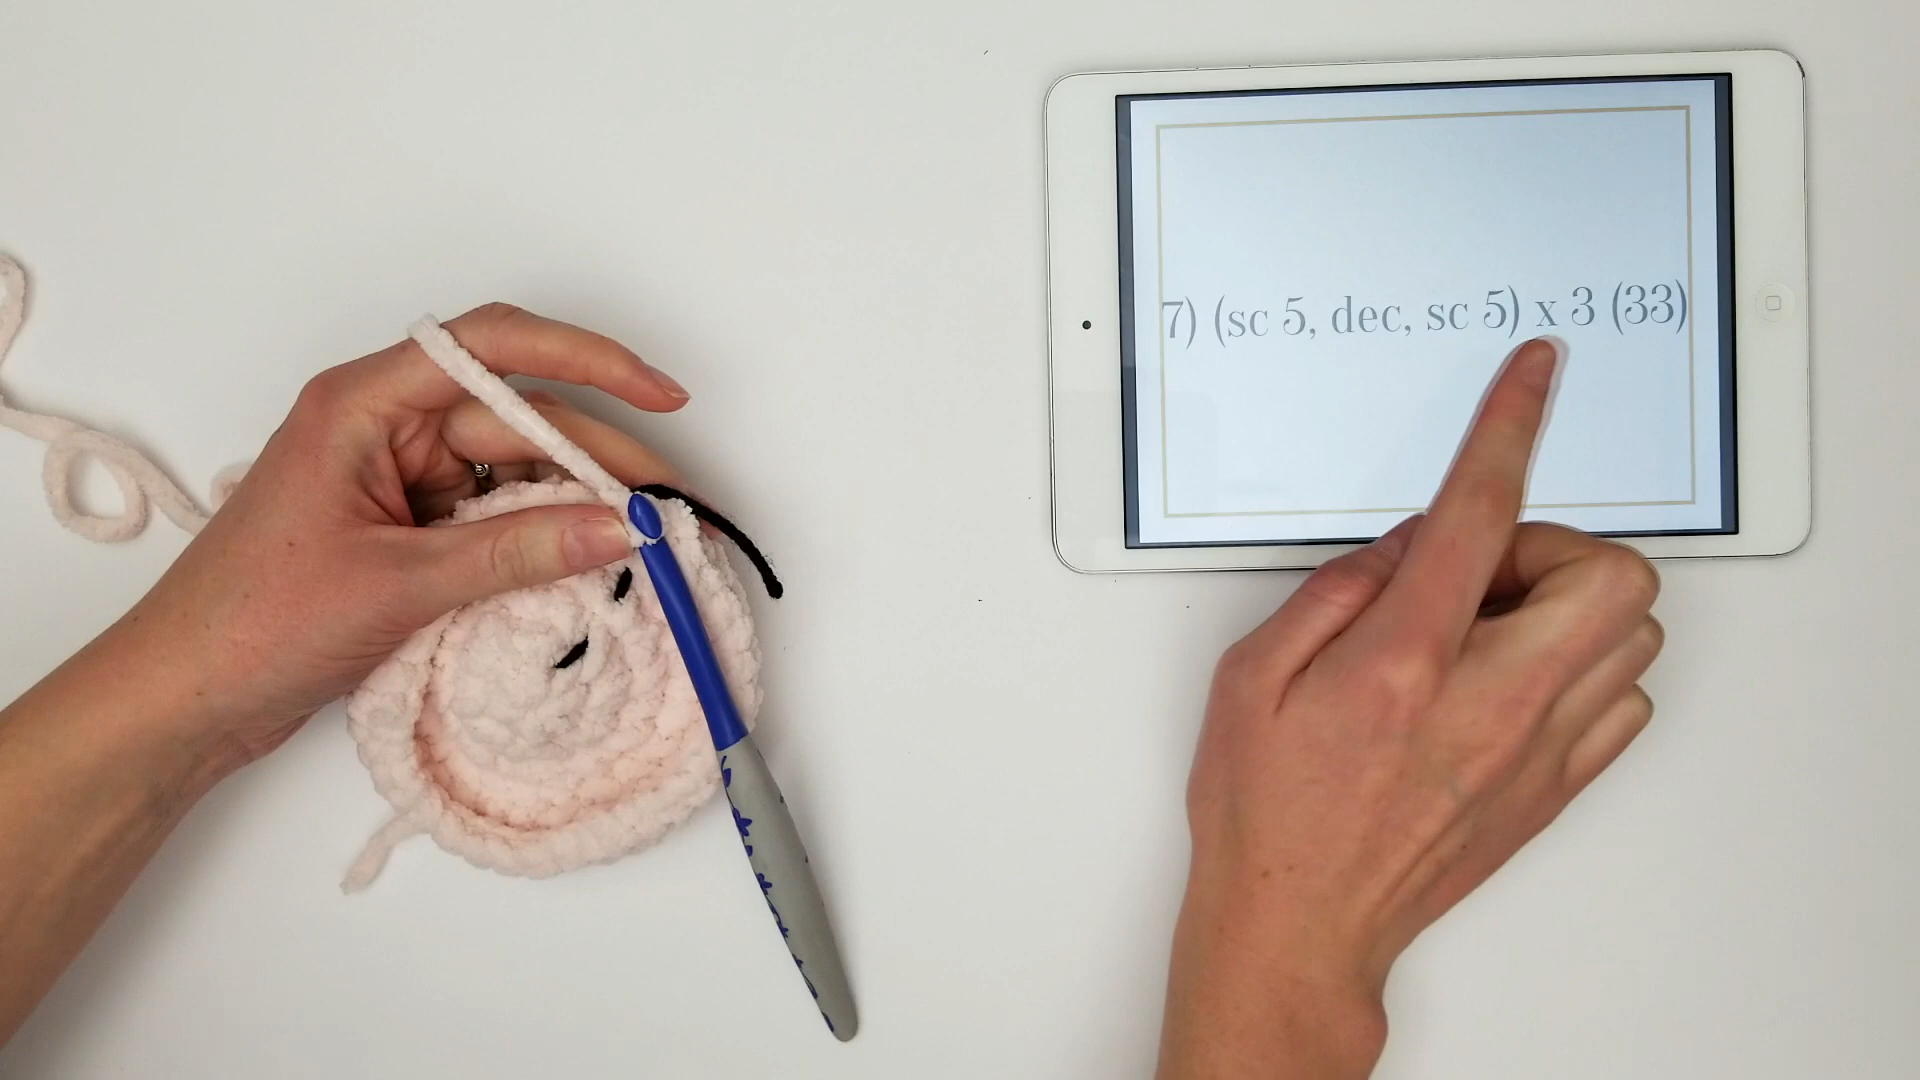 7) (sc 5, dec, sc 5) x 3 (33)